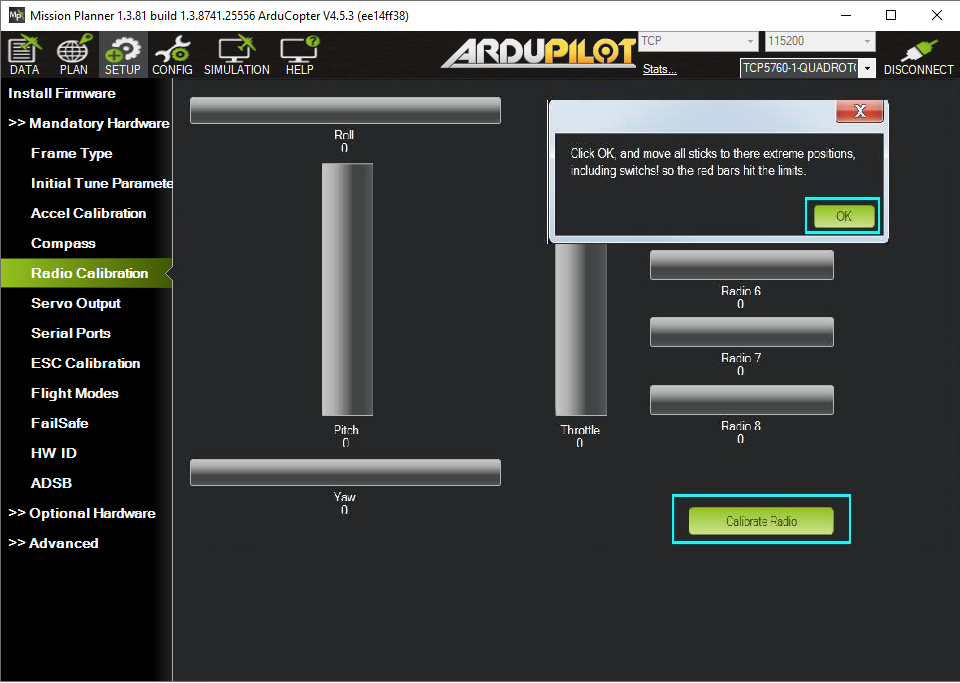 Mission Planner 1.3.81 build 1.3.8741.25556 ArduCopter V4.5.3 (ee14ff38)
DATA
PLAN
SETUP
CONFIG
SIMULATION
HELP
ARDUPILOT
TCP
115200
Stats...
TCP5760-1-QUADROTO
DISCONNECT
Install Firmware
>> Mandatory Hardware
Frame Type
Initial Tune Paramete
Accel Calibration
Compass
Radio Calibration
Servo Output
Serial Ports
ESC Calibration
Flight Modes
FailSafe
HW ID
ADSB
>> Optional Hardware
>> Advanced
Roll
0
Pitch
0
Yaw
0
Throttle
0
X
Click OK, and move all sticks to there extreme positions,
including switchs! so the red bars hit the limits.
OK
Radio 6
0
Radio 7
0
Radio 8
0
Calibrate Radio